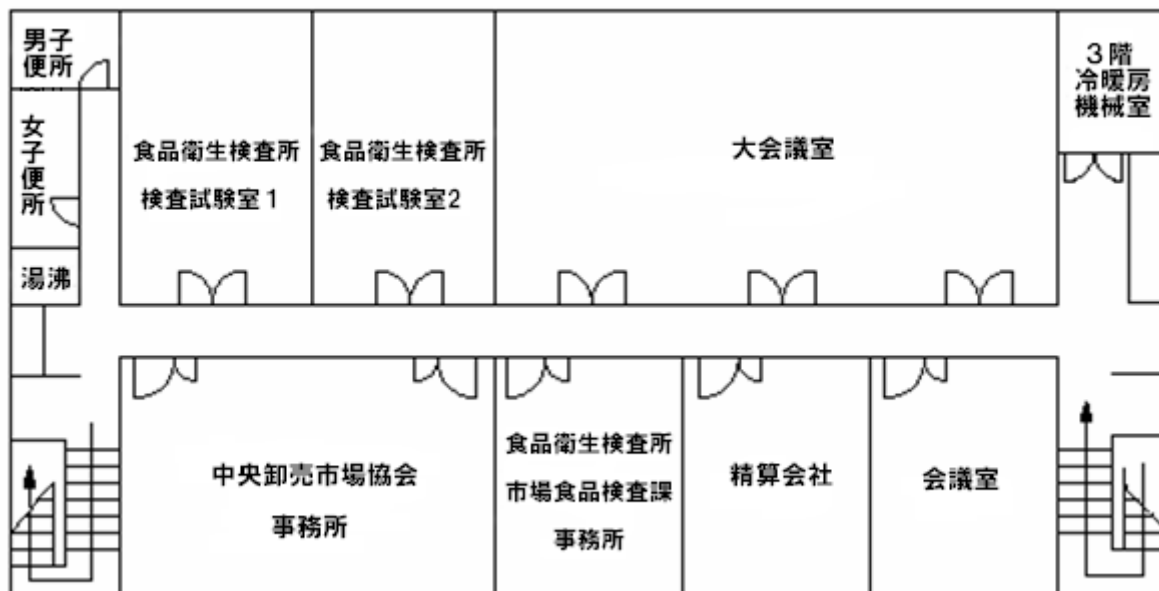 男子
便所
女子便所
湯沸
食品衛生検査所
検査試験室1
食品衛生検査所
検査試験室2
大会議室
3階
冷暖房
機械室
中央卸売市場協会
事務所
食品衛生検査所
市場食品検査課
事務所
精算会社
会議室